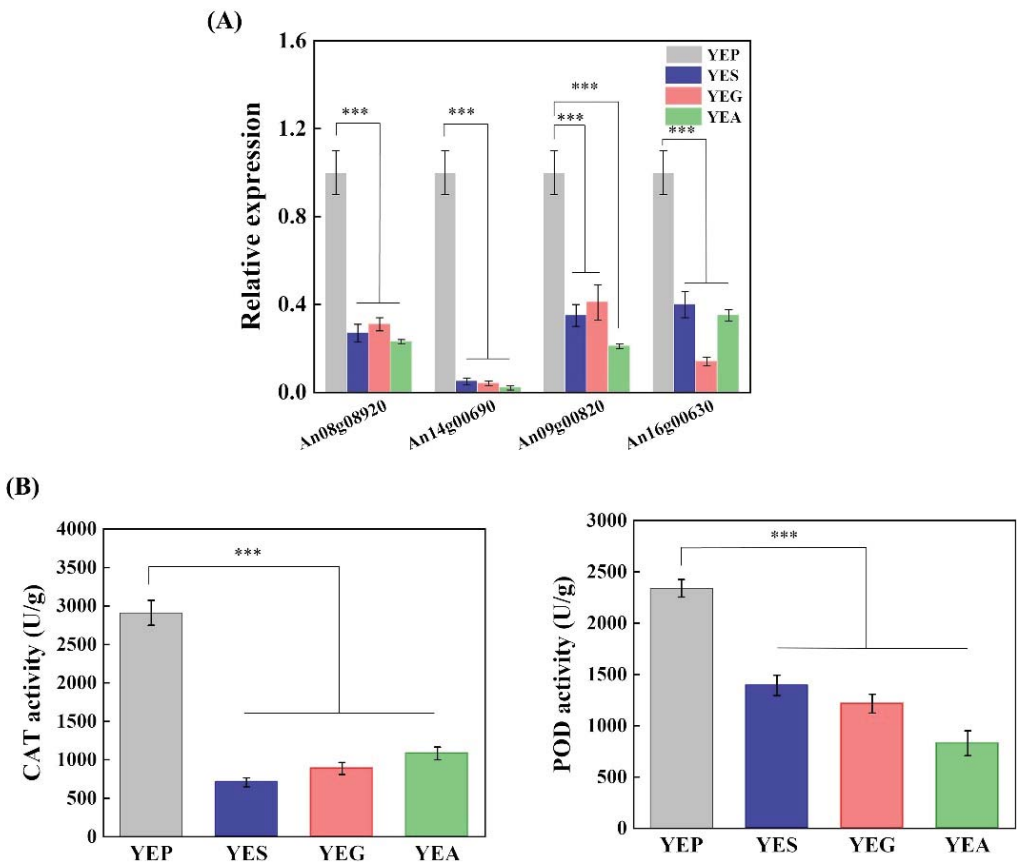 (A)
1.6
1.2
0.8
0.4
0.0
Relative expression
YEP
YES
YEG
YEA
***
***
***
***
***
An08g08920
An14g00690
An09g00820
An16g00630
(B)
4000
3500
3000
2500
2000
1500
1000
500
0
CAT activity (U/g)
***
YEP
YES
YEG
YEA
3000
2500
2000
1500
1000
500
0
POD activity (U/g)
***
YEP
YES
YEG
YEA